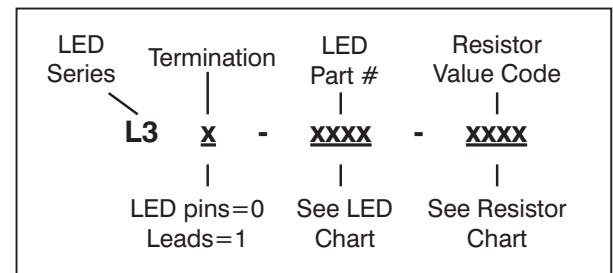 LED Series
Termination
LED Part #
Resistor Value Code
L3 x - xxxx - xxxx
LED pins=0 Leads=1
See LED Chart
See Resistor Chart